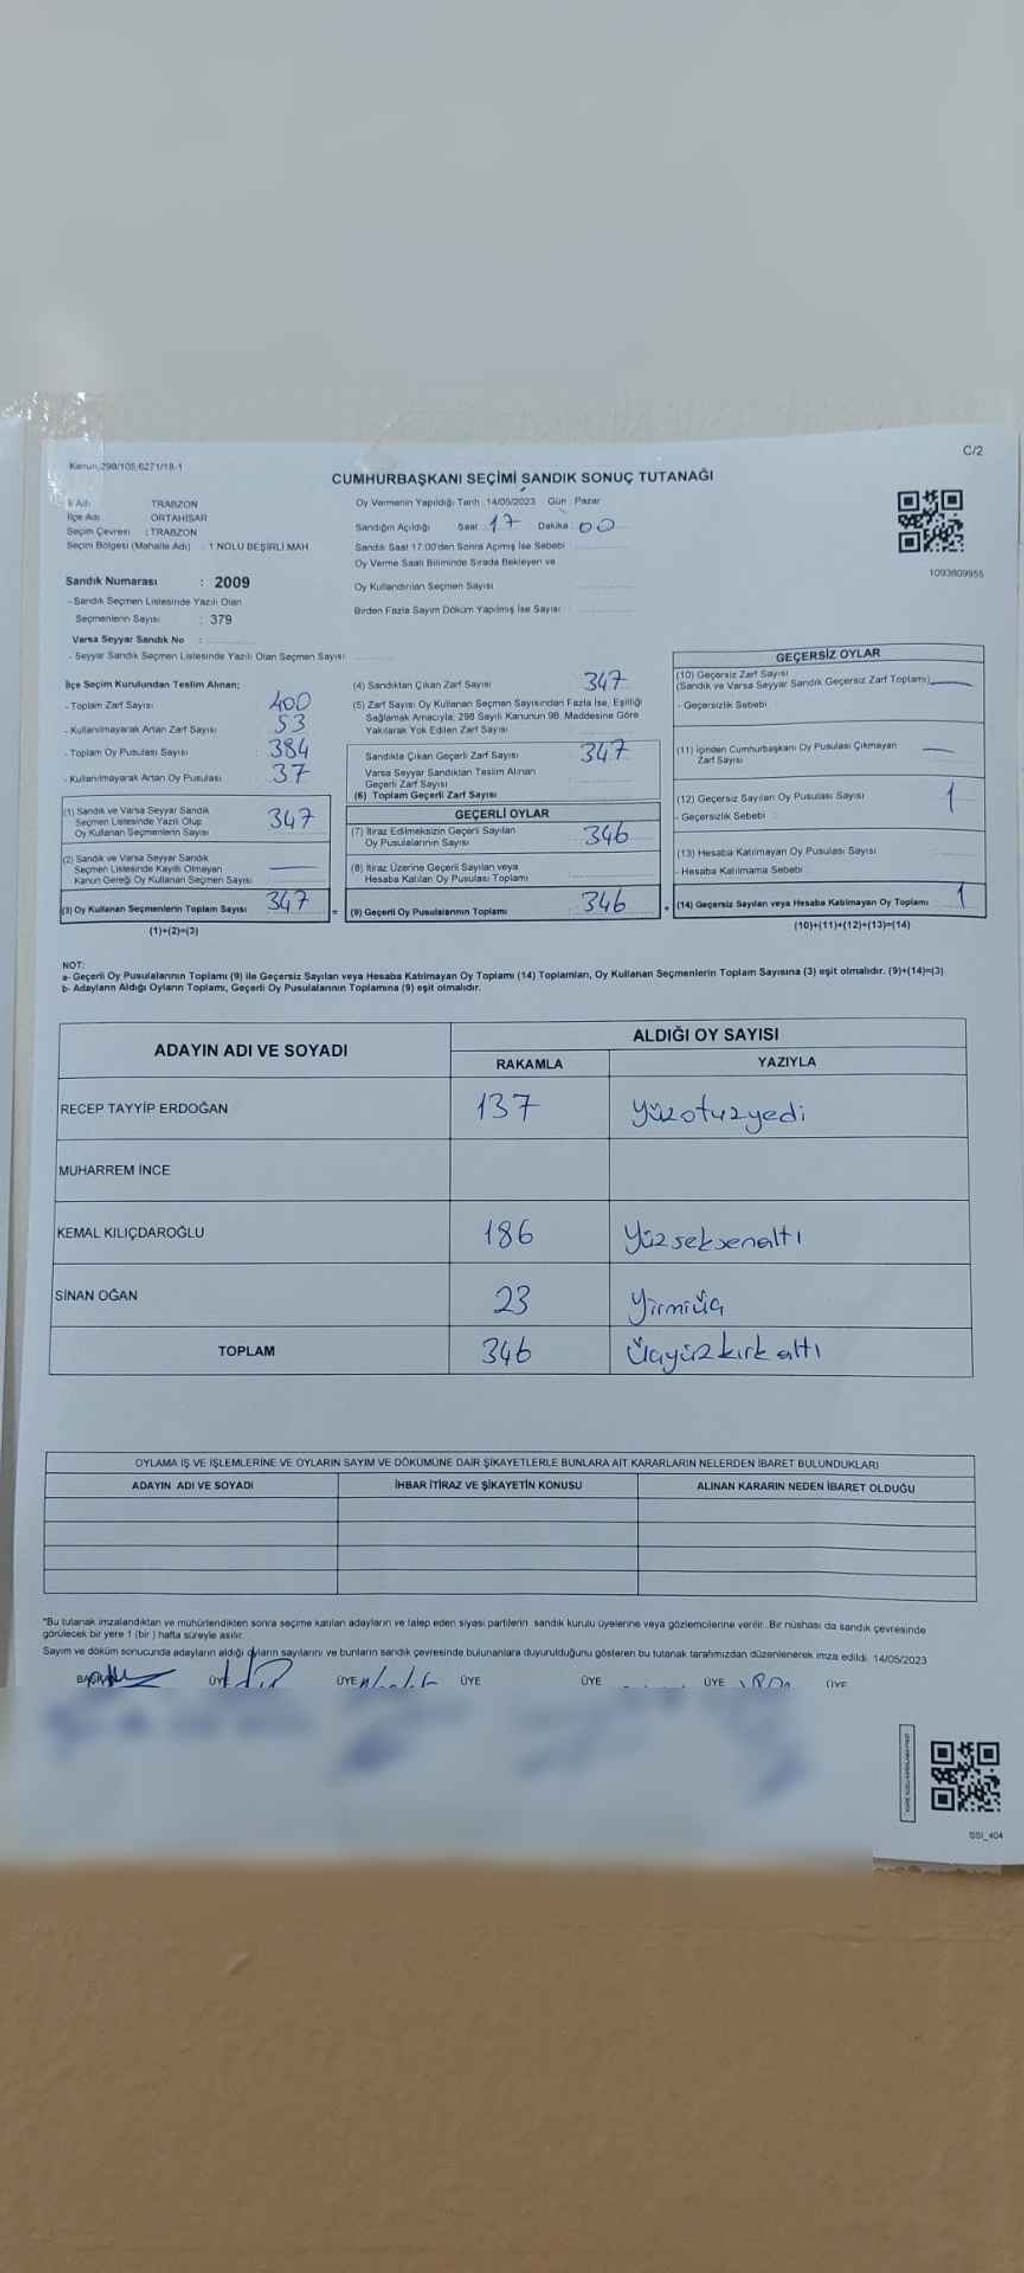 Kanun 298/105,6271/18-1
C/2
CUMHURBAŞKANI SEÇİMİ SANDIK SONUÇ TUTANAĞI
İl Adı : TRABZON
İlçe Adı : ORTAHİSAR
Seçim Çevresi : TRABZON
Seçim Bölgesi (Mahalle Adı) : 1 NOLU BEŞİRLİ MAH.
Oy Vermenin Yapıldığı Tarih : 14/05/2023 Gün : Pazar
Sandığın Açıldığı Saat : 17 Dakika : 00
Sandık Saat 17.00'den Sonra Açımış İse Sebebi
Oy Verme Saati Bitiminde Sırada Bekleyen ve
Oy Kullandırılan Seçmen Sayısı
Birden Fazla Sayım Döküm Yapılmış İse Sayısı
1093809955
Sandık Numarası : 2009
- Sandık Seçmen Listesinde Yazılı Olan
Seçmenlerin Sayısı : 379
Varsa Seyyar Sandık No :
- Seyyar Sandık Seçmen Listesinde Yazılı Olan Seçmen Sayısı
İlçe Seçim Kurulundan Teslim Alınan;
- Toplam Zarf Sayısı : 400
- Kullanılmayarak Artan Zarf Sayısı : 53
- Toplam Oy Pusulası Sayısı : 384
- Kullanılmayarak Artan Oy Pusulası : 37
(1) Sandık ve Varsa Seyyar Sandık
Seçmen Listesinde Yazılı Olup
Oy Kullanan Seçmenlerin Sayısı 347
(2) Sandık ve Varsa Seyyar Sandık
Seçmen Listesinde Kayıtlı Olmayan
Kanun Gereği Oy Kullanan Seçmen Sayısı —
(3) Oy Kullanan Seçmenlerin Toplam Sayısı 347
(1)+(2)=(3)
(4) Sandıktan Çıkan Zarf Sayısı 347
(5) Zarf Sayısı Oy Kullanan Seçmen Sayısından Fazla İse, Eşitliği
Sağlamak Amacıyla; 298 Sayılı Kanunun 98. Maddesine Göre
Yakılarak Yok Edilen Zarf Sayısı
Sandıkta Çıkan Geçerli Zarf Sayısı 347
Varsa Seyyar Sandıktan Teslim Alınan
Geçerli Zarf Sayısı
(6) Toplam Geçerli Zarf Sayısı
GEÇERLİ OYLAR
(7) İtiraz Edilmeksizin Geçerli Sayılan
Oy Pusulalarının Sayısı 346
(8) İtiraz Üzerine Geçerli Sayılan veya
Hesaba Katılan Oy Pusulası Toplamı
= (9) Geçerli Oy Pusulalarının Toplamı 346
GEÇERSİZ OYLAR
(10) Geçersiz Zarf Sayısı
(Sandık ve Varsa Seyyar Sandık Geçersiz Zarf Toplamı) —
- Geçersizlik Sebebi
(11) İçinden Cumhurbaşkanı Oy Pusulası Çıkmayan
Zarf Sayısı —
(12) Geçersiz Sayılan Oy Pusulası Sayısı 1
- Geçersizlik Sebebi :
(13) Hesaba Katılmayan Oy Pusulası Sayısı
- Hesaba Katılmama Sebebi
+ (14) Geçersiz Sayılan veya Hesaba Katılmayan Oy Toplamı 1
(10)+(11)+(12)+(13)=(14)
NOT:
a- Geçerli Oy Pusulalarının Toplamı (9) ile Geçersiz Sayılan veya Hesaba Katılmayan Oy Toplamı (14) Toplamları, Oy Kullanan Seçmenlerin Toplam Sayısına (3) eşit olmalıdır. (9)+(14)=(3)
b- Adayların Aldığı Oyların Toplamı, Geçerli Oy Pusulalarının Toplamına (9) eşit olmalıdır.
ADAYIN ADI VE SOYADI ALDIĞI OY SAYISI
RAKAMLA YAZIYLA
RECEP TAYYİP ERDOĞAN 137 Yüzotuzyedi
MUHARREM İNCE
KEMAL KILIÇDAROĞLU 186 Yüzseksenaltı
SİNAN OĞAN 23 Yirmiüç
TOPLAM 346 Üçyüzkırkaltı
OYLAMA İŞ VE İŞLEMLERİNE VE OYLARIN SAYIM VE DÖKÜMÜNE DAİR ŞİKAYETLERLE BUNLARA AİT KARARLARIN NELERDEN İBARET BULUNDUKLARI
ADAYIN ADI VE SOYADI İHBAR İTİRAZ VE ŞİKAYETİN KONUSU ALINAN KARARIN NEDEN İBARET OLDUĞU
"Bu tutanak imzalandıktan ve mühürlendikten sonra seçime katılan adayların ve talep eden siyasi partilerin sandık kurulu üyelerine veya gözlemcilerine verilir. Bir nüshası da sandık çevresinde
görülecek bir yere 1 (bir ) hafta süreyle asılır.
Sayım ve döküm sonucunda adayların aldığı oyların sayılarını ve bunların sandık çevresinde bulunanlara duyurulduğunu gösteren bu tutanak tarafımızdan düzenlenerek imza edildi. 14/05/2023
BAŞKAN ÜYE ÜYE ÜYE ÜYE ÜYE ÜYE
SSI_404